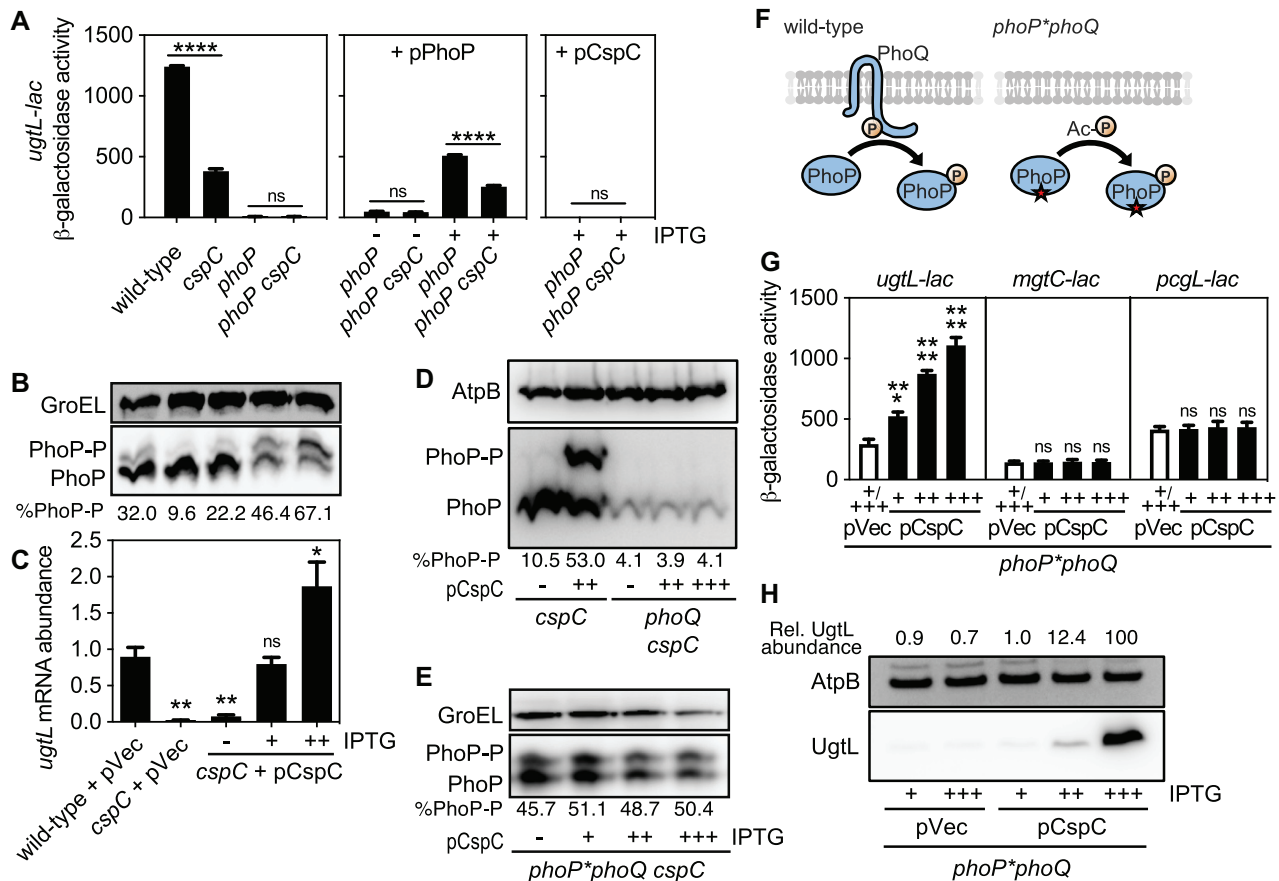 A
ugtL-lac
β-galactosidase activity
1500
1000
500
0
****
ns
+ pPhoP
ns
****
+ pCspC
ns
- - + + + + IPTG
wild-type
cspC
phoP
phoP cspC
phoP
phoP cspC
phoP
phoP cspC
phoP
phoP cspC
B
GroEL
PhoP-P
PhoP
%PhoP-P 32.0 9.6 22.2 46.4 67.1
C
ugtL mRNA abundance
2.5
2.0
1.5
1.0
0.5
0.0
** ** ns *
- + ++ IPTG
wild-type + pVec
cspC + pVec
cspC + pCspC
D
AtpB
PhoP-P
PhoP
%PhoP-P 10.5 53.0 4.1 3.9 4.1
pCspC - ++ - ++ +++
cspC phoQ
cspC
E
GroEL
PhoP-P
PhoP
%PhoP-P 45.7 51.1 48.7 50.4
pCspC - + ++ +++ IPTG
phoP*phoQ cspC
F
wild-type phoP*phoQ
PhoQ
P
Ac-P
PhoP
PhoP P
PhoP
PhoP P
G
ugtL-lac mgtC-lac pcgL-lac
β-galactosidase activity
1500
1000
500
0
**
*
**
**
**
**
ns ns ns
ns ns ns
+/
+++ + ++ +++
+/
+++ + ++ +++
+/
+++ + ++ +++
pVec pCspC pVec pCspC pVec pCspC
phoP*phoQ
H
Rel. UgtL
abundance 0.9 0.7 1.0 12.4 100
AtpB
UgtL
+ +++ + ++ +++ IPTG
pVec pCspC
phoP*phoQ